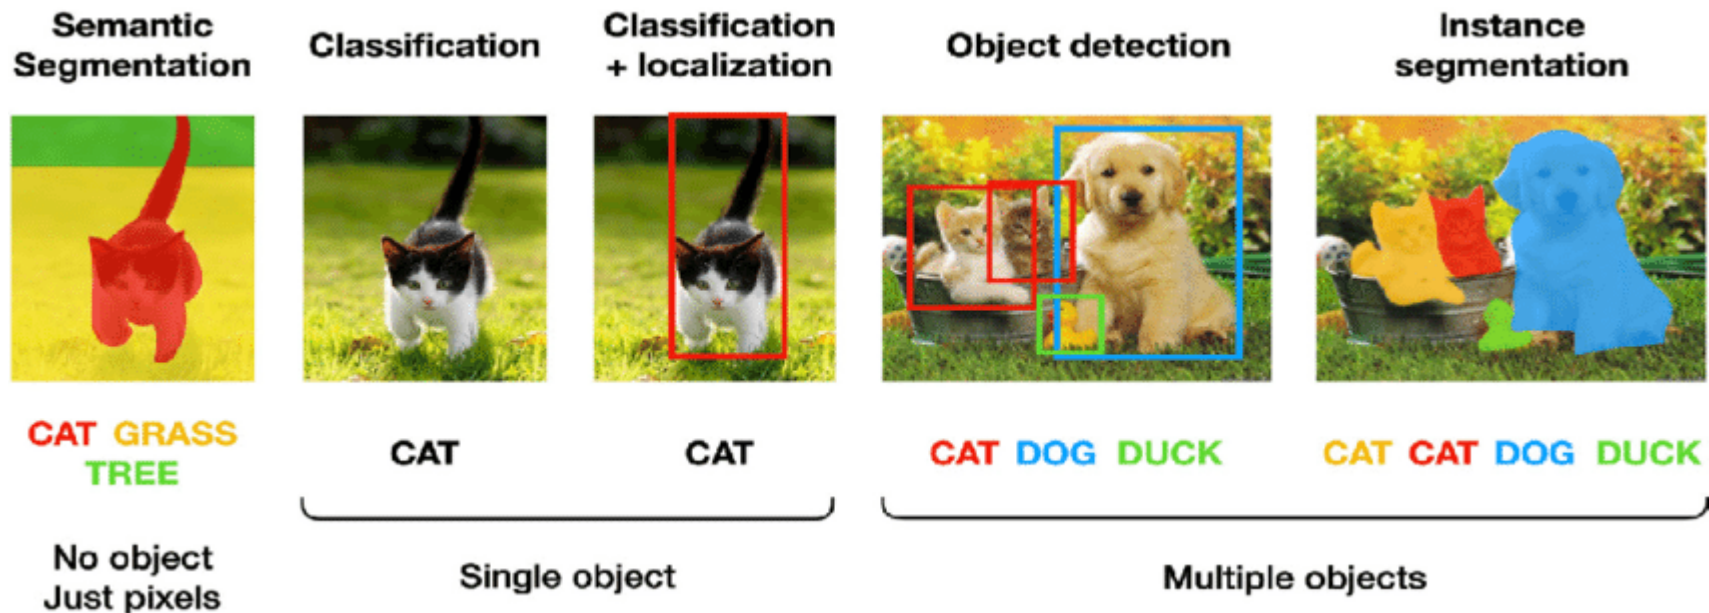 Semantic
Segmentation
Classification
Classification
+ localization
Object detection
Instance
segmentation
CAT GRASS
TREE
CAT
CAT
CAT DOG DUCK
CAT CAT DOG DUCK
No object
Just pixels
Single object
Multiple objects